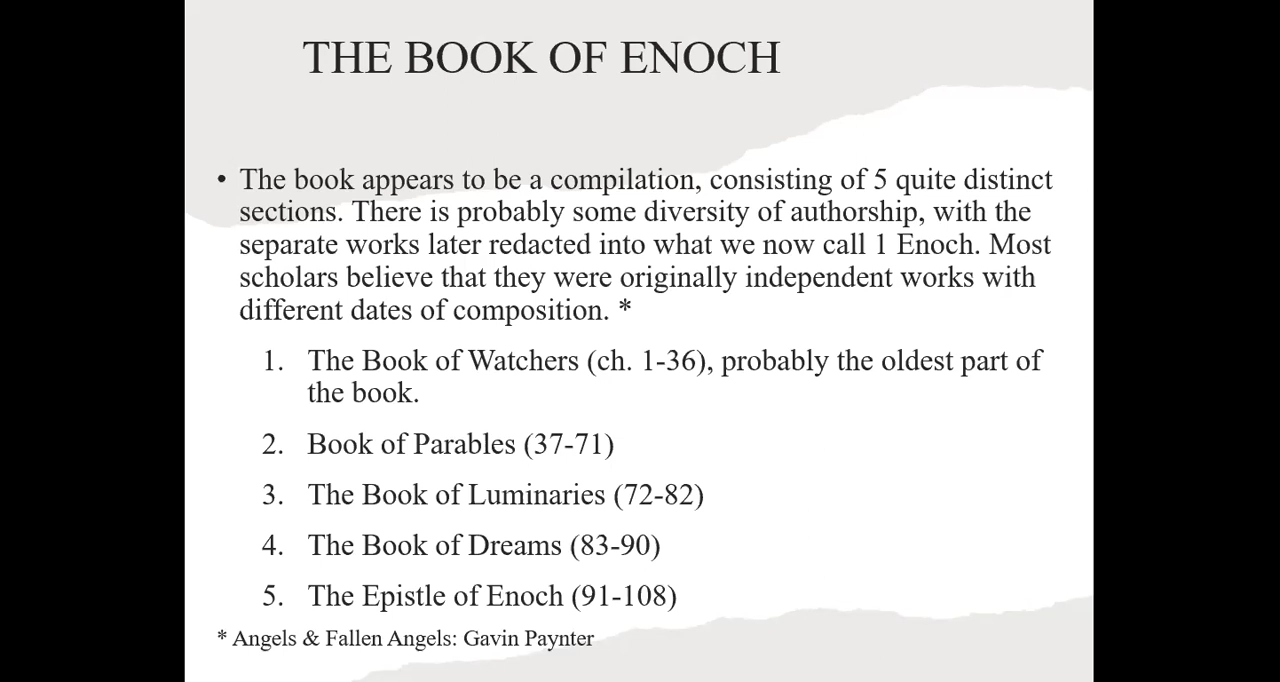 THE BOOK OF ENOCH
• The book appears to be a compilation, consisting of 5 quite distinct
sections. There is probably some diversity of authorship, with the
separate works later redacted into what we now call 1 Enoch. Most
scholars believe that they were originally independent works with
different dates of composition. *
1. The Book of Watchers (ch. 1-36), probably the oldest part of
the book.
2. Book of Parables (37-71)
3. The Book of Luminaries (72-82)
4. The Book of Dreams (83-90)
5. The Epistle of Enoch (91-108)
* Angels & Fallen Angels: Gavin Paynter